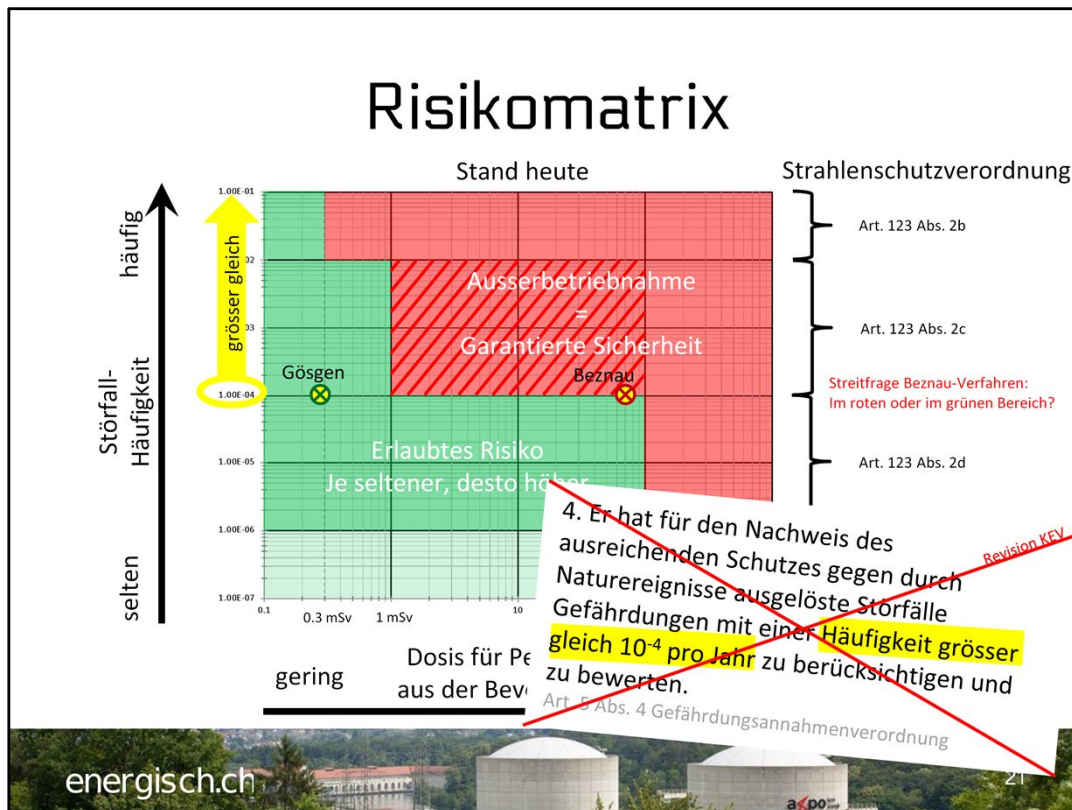 Risikomatrix
Stand heute
Strahlenschutzverordnung
häufig
Störfall-
Häufigkeit
selten
grösser gleich
1.00E-01
02
03
1.00E-04
1.00E-05
1.00E-06
1.00E-07
Ausserbetriebnahme
=
Garantierte Sicherheit
Gösgen
Beznau
Erlaubtes Risiko
Je seltener, desto höher
Art. 123 Abs. 2b
Art. 123 Abs. 2c
Streitfrage Beznau-Verfahren:
Im roten oder im grünen Bereich?
Art. 123 Abs. 2d
0.1
0.3 mSv
1 mSv
10
gering
Dosis für Pe
aus der Bev
4. Er hat für den Nachweis des
ausreichenden Schutzes gegen durch
Naturereignisse ausgelöste Störfälle
Gefährdungen mit einer Häufigkeit grösser
gleich 10⁻⁴ pro Jahr zu berücksichtigen und
zu bewerten.
Art. 5 Abs. 4 Gefährdungsannahmenverordnung
Revision KEV
energisch.ch
axpo
21